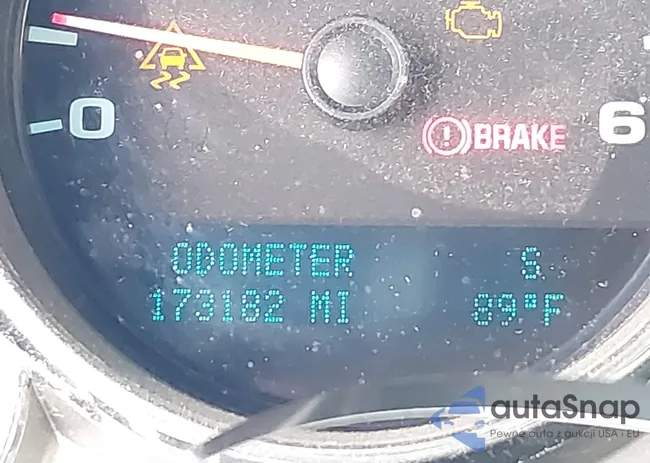 0
BRAKE
6
ODOMETER S
173182 MI 89°F
autaSnap
Pewne auta z aukcji USA i EU